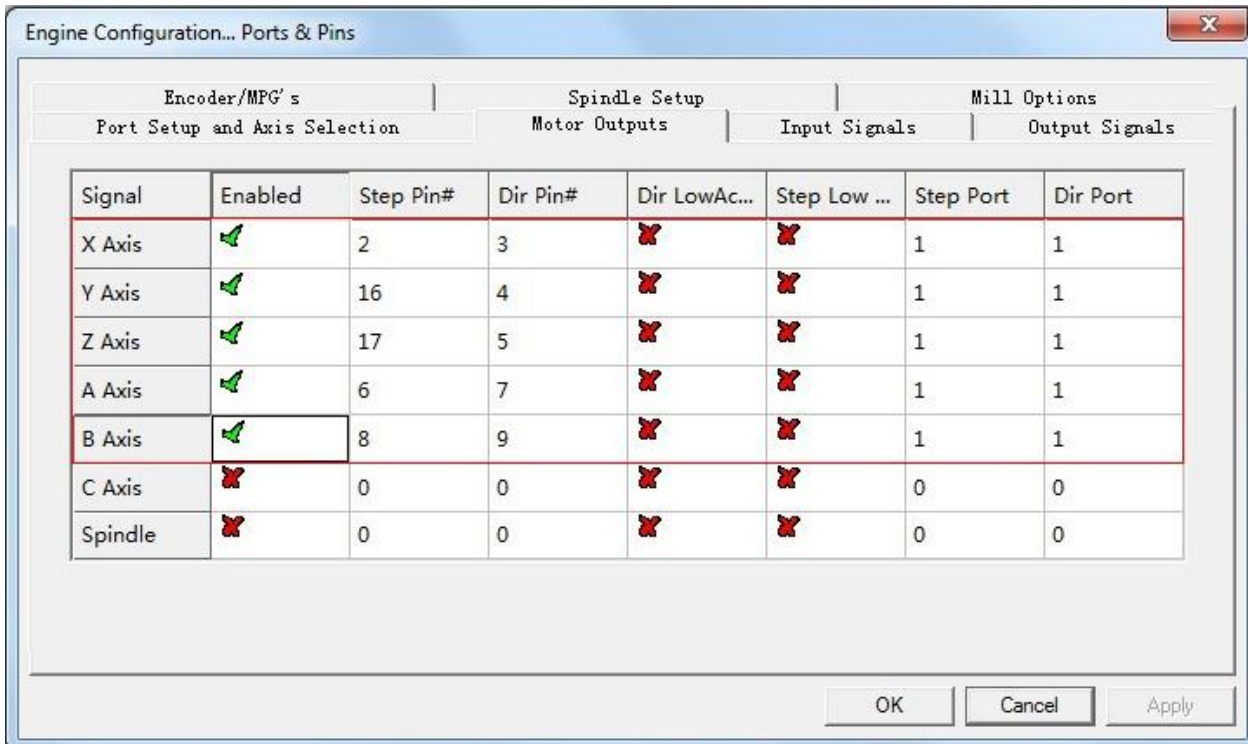 Engine Configuration... Ports & Pins
Encoder/MPG's Spindle Setup Mill Options
Port Setup and Axis Selection Motor Outputs Input Signals Output Signals
Signal Enabled Step Pin# Dir Pin# Dir LowAc... Step Low ... Step Port Dir Port
X Axis 2 3 1 1
Y Axis 16 4 1 1
Z Axis 17 5 1 1
A Axis 6 7 1 1
B Axis 8 9 1 1
C Axis 0 0 0 0
Spindle 0 0 0 0
OK Cancel Apply